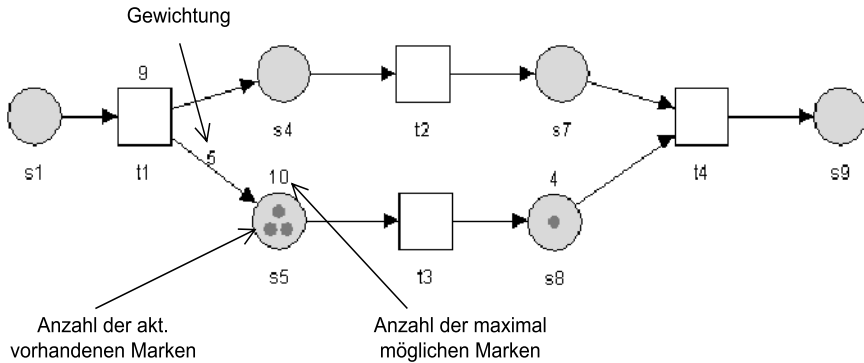 Gewichtung
9
s4
t2
s7
s1
t1
5
10
4
t4
s9
s5
t3
s8
Anzahl der akt.
vorhandenen Marken
Anzahl der maximal
möglichen Marken